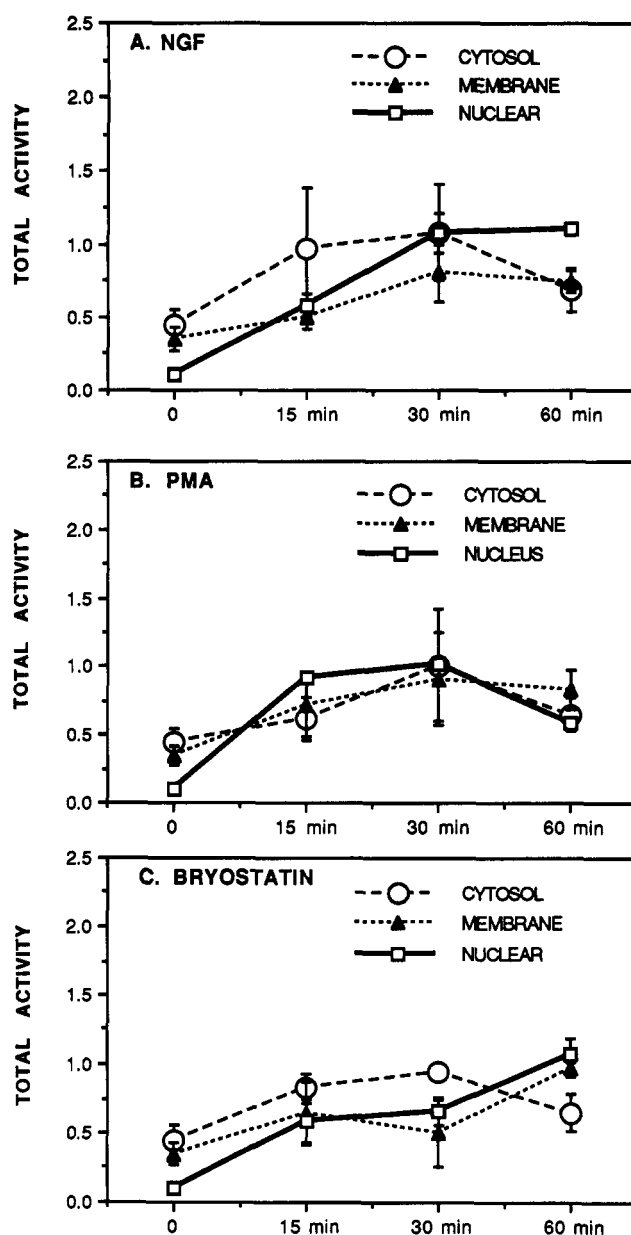 A. NGF
CYTOSOL
MEMBRANE
NUCLEAR
TOTAL ACTIVITY
2.5
2.0
1.5
1.0
0.5
0.0
0
15 min
30 min
60 min
B. PMA
CYTOSOL
MEMBRANE
NUCLEUS
TOTAL ACTIVITY
2.5
2.0
1.5
1.0
0.5
0.0
0
15 min
30 min
60 min
C. BRYOSTATIN
CYTOSOL
MEMBRANE
NUCLEAR
TOTAL ACTIVITY
2.5
2.0
1.5
1.0
0.5
0.0
0
15 min
30 min
60 min